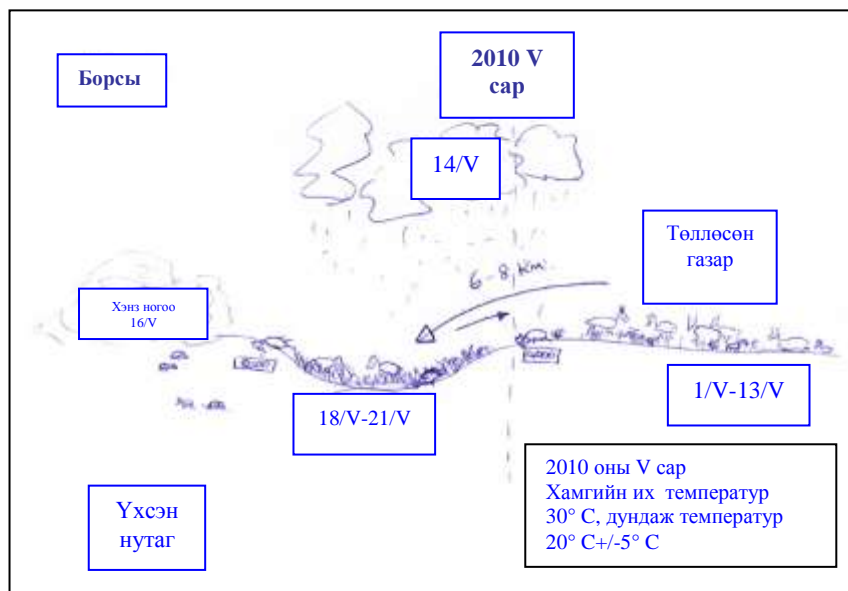 Борсы
2010 V
сар
14/V
Төллөсөн
газар
6-8 km
Хэнз ногоо
16/V
18/V-21/V
1/V-13/V
Үхсэн
нутаг
2010 оны V сар
Хамгийн их температур
30° C, дундаж температур
20° C+/-5° C